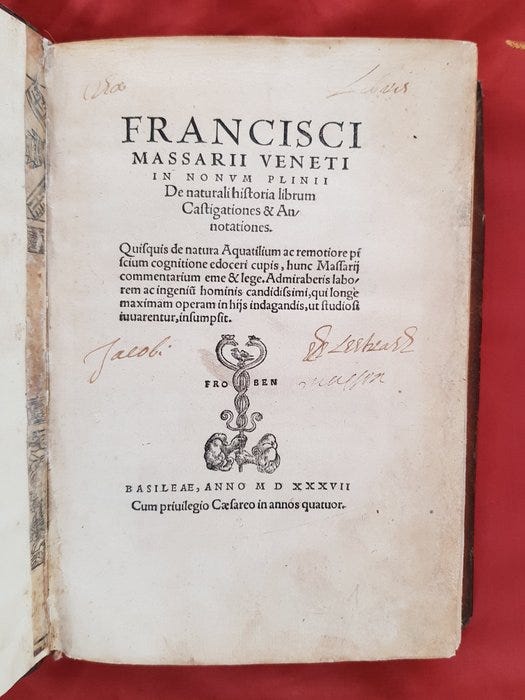 Libris
FRANCISCI
MASSARII VENETI
IN NONVM PLINII
De naturali historia librum
Castigationes & An-
notationes.
Quisquis de natura Aquatilium ac remotiore pi-
scium cognitione edoceri cupis, hunc Massarij
commentarium eme & lege. Admiraberis labo-
rem ac ingeniũ hominis candidissimi, qui longe
maximam operam in hijs indagandis, ut studiosi
iuuarentur, insumpsit.
Jacobi
FRO BEN
BASILEAE, ANNO M D XXXVII
Cum priuilegio Cæsareo in annos quatuor.